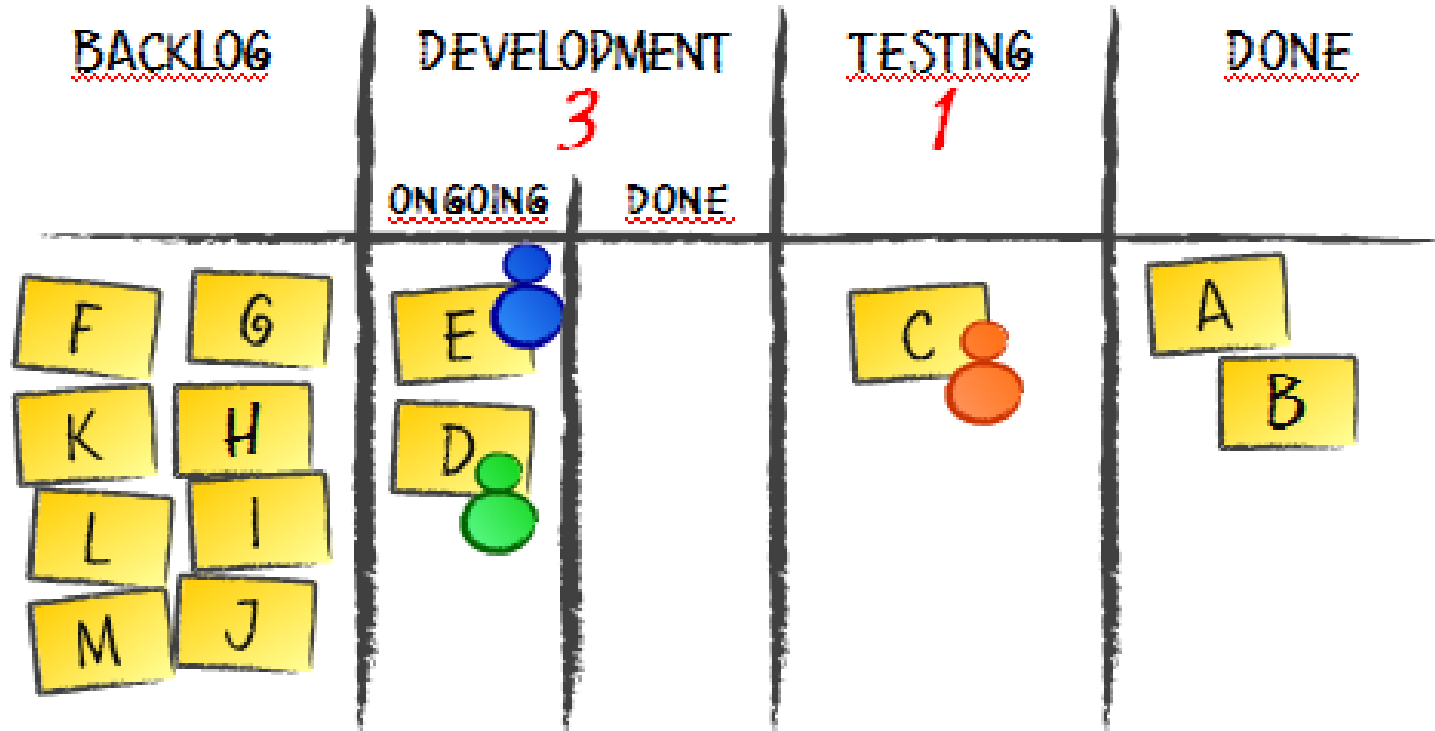 BACKLOG DEVELOPMENT TESTING DONE
3 1
ONGOING DONE
F G E C A
K H D B
L I
M J